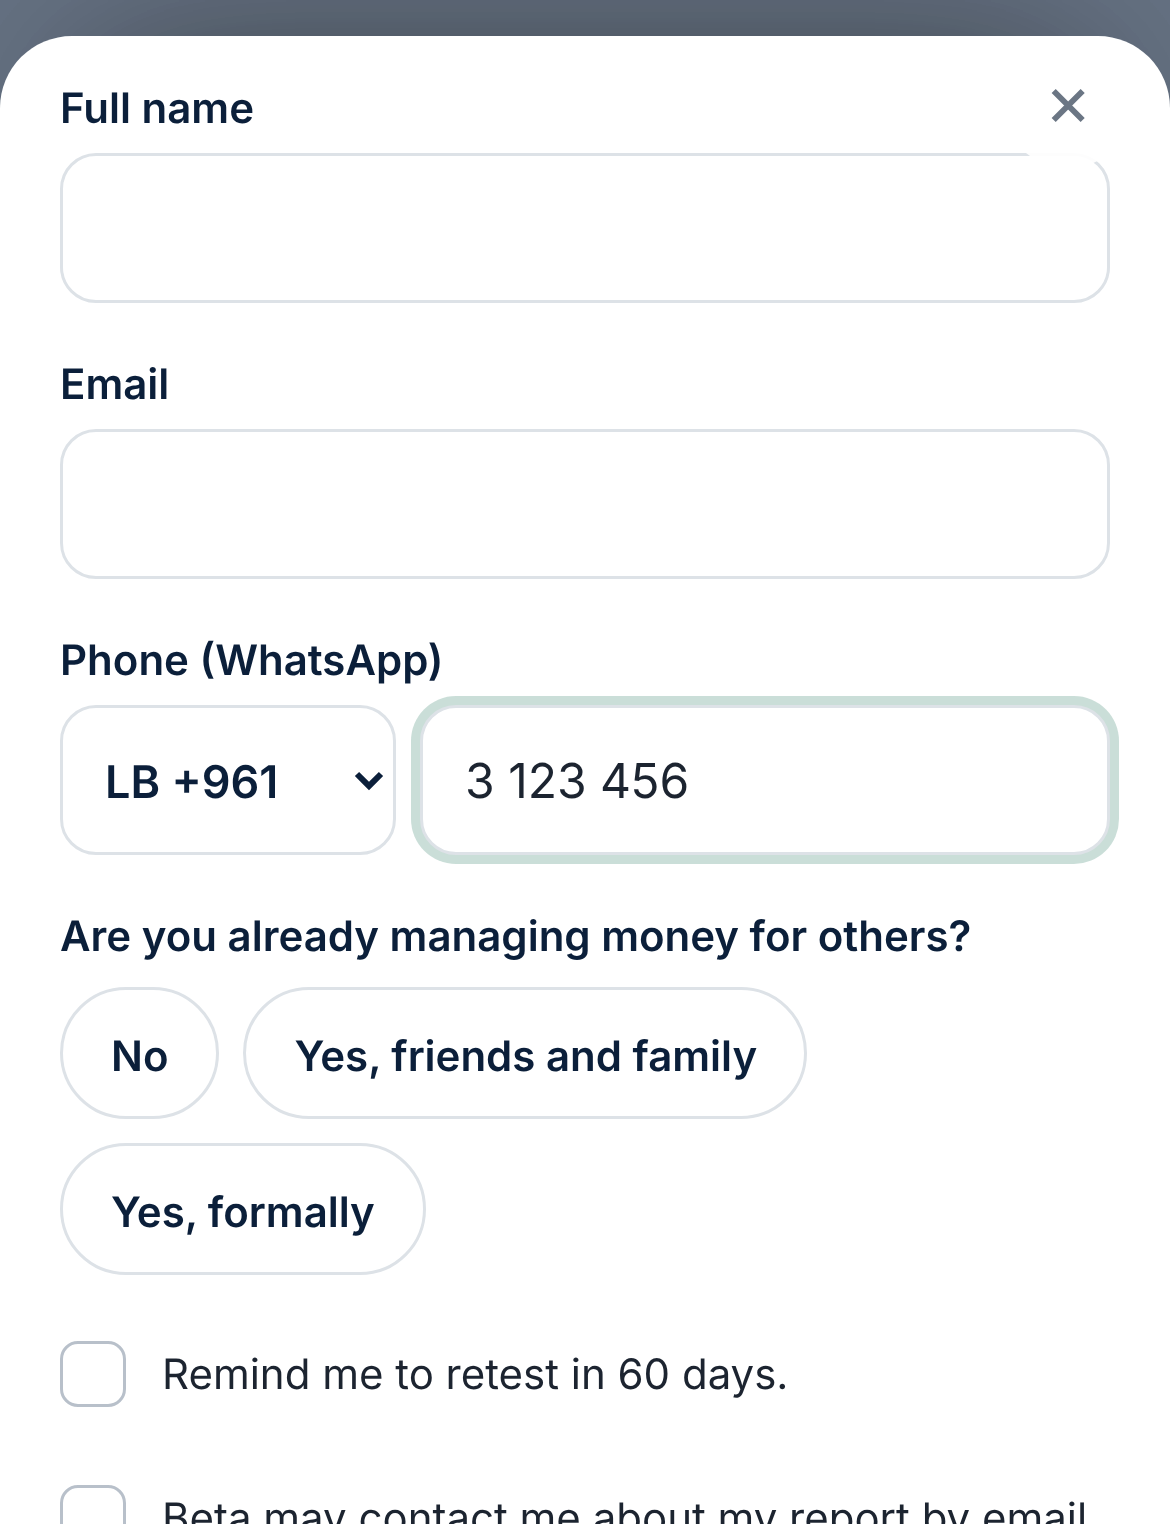 Full name
Email
Phone (WhatsApp)
LB +961
3 123 456
Are you already managing money for others?
No
Yes, friends and family
Yes, formally
Remind me to retest in 60 days.
Beta may contact me about my report by email